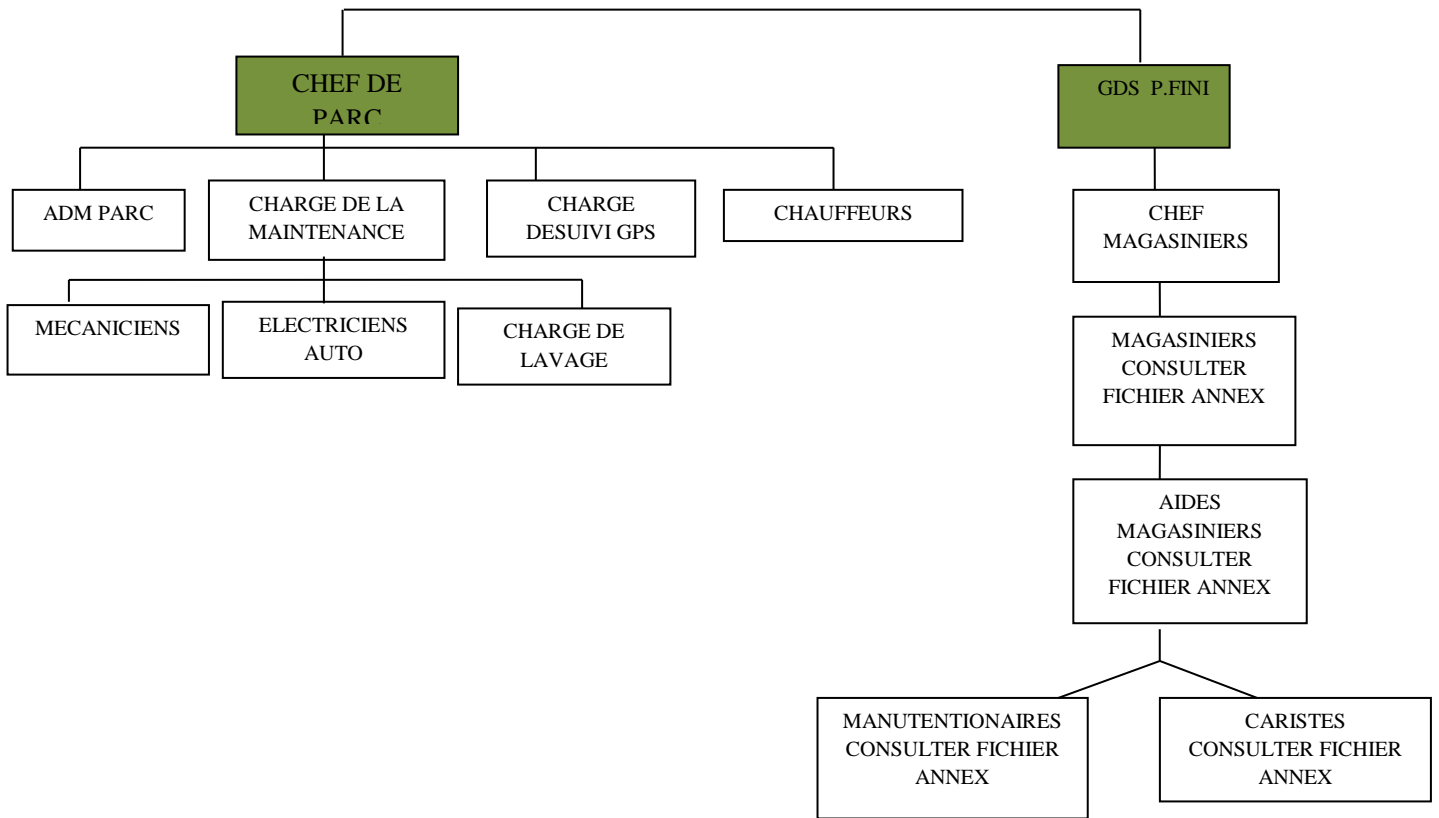 CHEF DE
PARC
GDS P.FINI
ADM PARC
CHARGE DE LA
MAINTENANCE
CHARGE
DESUIVI GPS
CHAUFFEURS
CHEF
MAGASINIERS
MECANICIENS
ELECTRICIENS
AUTO
CHARGE DE
LAVAGE
MAGASINIERS
CONSULTER
FICHIER ANNEX
AIDES
MAGASINIERS
CONSULTER
FICHIER ANNEX
MANUTENTIONAIRES
CONSULTER FICHIER
ANNEX
CARISTES
CONSULTER FICHIER
ANNEX